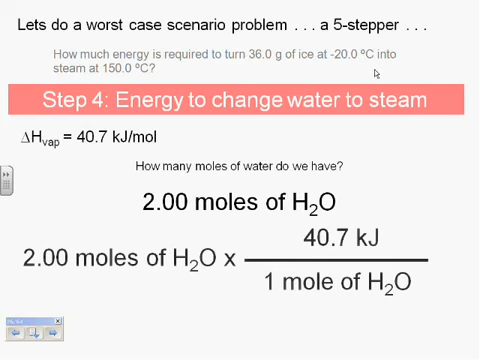 Lets do a worst case scenario problem . . . a 5-stepper . . .
How much energy is required to turn 36.0 g of ice at -20.0 ºC into
steam at 150.0 ºC?
Step 4: Energy to change water to steam
ΔHvap = 40.7 kJ/mol
How many moles of water do we have?
2.00 moles of H₂O
2.00 moles of H₂O x
40.7 kJ
1 mole of H₂O